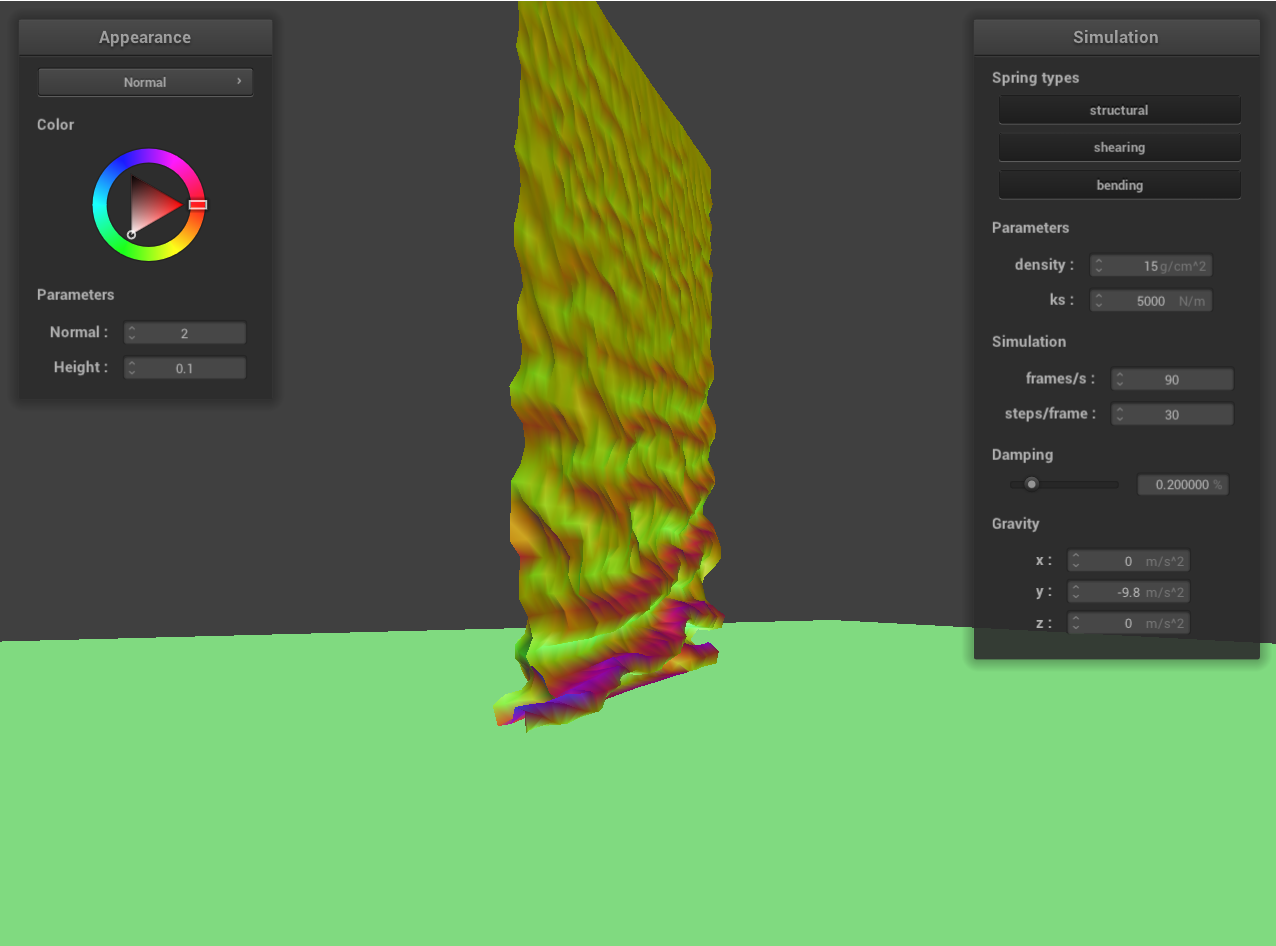 Appearance
Normal ›
Color
Parameters
Normal : 2
Height : 0.1
Simulation
Spring types
structural
shearing
bending
Parameters
density : 15 g/cm^2
ks : 5000 N/m
Simulation
frames/s : 90
steps/frame : 30
Damping
0.200000 %
Gravity
x : 0 m/s^2
y : -9.8 m/s^2
z : 0 m/s^2